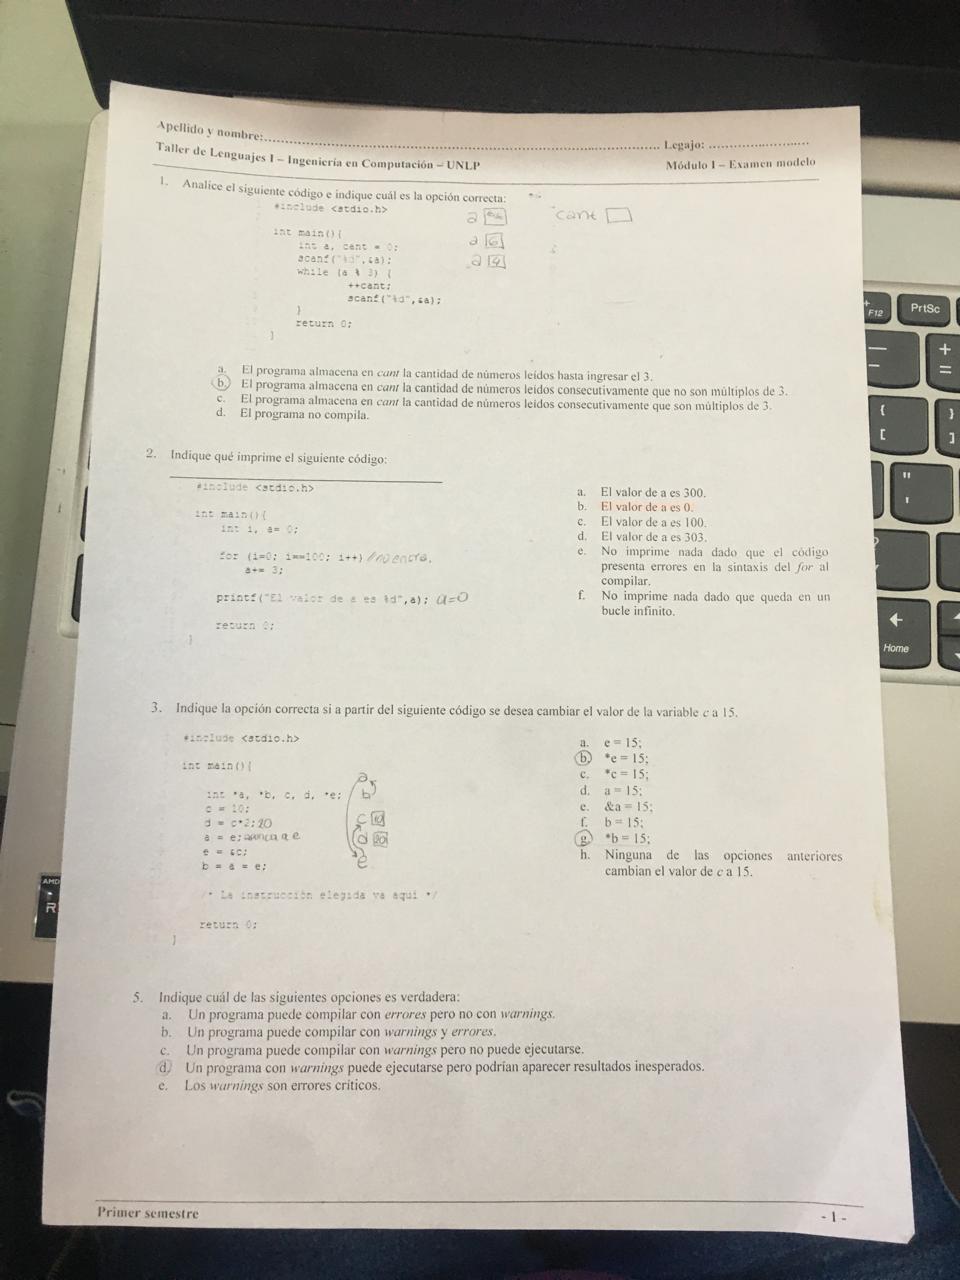 Apellido y nombre:.......................................................................................................... Legajo: ........................
Taller de Lenguajes I – Ingeniería en Computación – UNLP Módulo I – Examen modelo
1. Analice el siguiente código e indique cuál es la opción correcta:
#include <stdio.h>
a cant
int main(){
int a, cant = 0; a 6
scanf("%d",&a); a 4
while (a % 3) {
++cant;
scanf("%d",&a);
}
return 0;
}
a. El programa almacena en cant la cantidad de números leídos hasta ingresar el 3.
b. El programa almacena en cant la cantidad de números leídos consecutivamente que no son múltiplos de 3.
c. El programa almacena en cant la cantidad de números leídos consecutivamente que son múltiplos de 3.
d. El programa no compila.
2. Indique qué imprime el siguiente código:
#include <stdio.h>
int main(){
int i, a= 0;
for (i=0; i==100; i++) //no entra.
a+= 3;
printf("El valor de a es %d",a); a=0
return 0;
}
a. El valor de a es 300.
b. El valor de a es 0.
c. El valor de a es 100.
d. El valor de a es 303.
e. No imprime nada dado que el código
presenta errores en la sintaxis del for al
compilar.
f. No imprime nada dado que queda en un
bucle infinito.
3. Indique la opción correcta si a partir del siguiente código se desea cambiar el valor de la variable c a 15.
#include <stdio.h>
int main(){
int *a, *b, c, d, *e;
c = 10;
d = c*2; 20
a = e; apunta a e
e = &c;
b = a = e;
/* La instrucción elegida va aquí */
return 0;
}
a
b
c 10
d 20
e
a. e = 15;
b. *e = 15;
c. *c = 15;
d. a = 15;
e. &a = 15;
f. b = 15;
g. *b = 15;
h. Ninguna de las opciones anteriores
cambian el valor de c a 15.
5. Indique cuál de las siguientes opciones es verdadera:
a. Un programa puede compilar con errores pero no con warnings.
b. Un programa puede compilar con warnings y errores.
c. Un programa puede compilar con warnings pero no puede ejecutarse.
d. Un programa con warnings puede ejecutarse pero podrían aparecer resultados inesperados.
e. Los warnings son errores críticos.
Primer semestre - 1 -
F12
PrtSc
Home
AMD
R